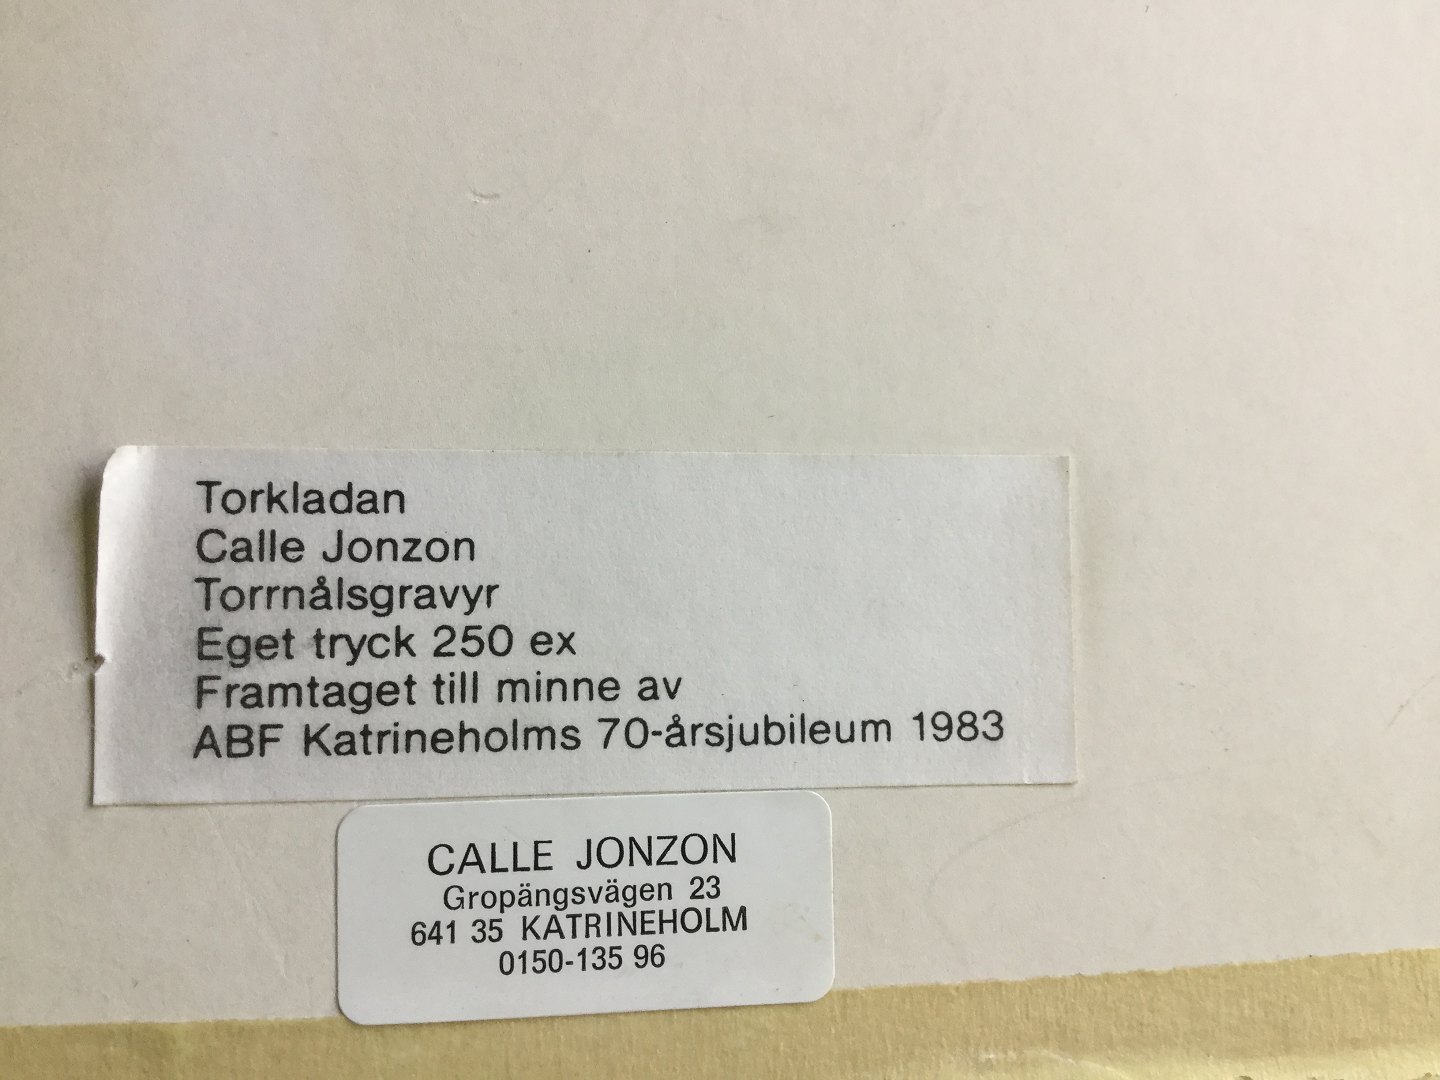 Torkladan
Calle Jonzon
Torrnålsgravyr
Eget tryck 250 ex
Framtaget till minne av
ABF Katrineholms 70-årsjubileum 1983
CALLE JONZON
Gropängsvägen 23
641 35 KATRINEHOLM
0150-135 96